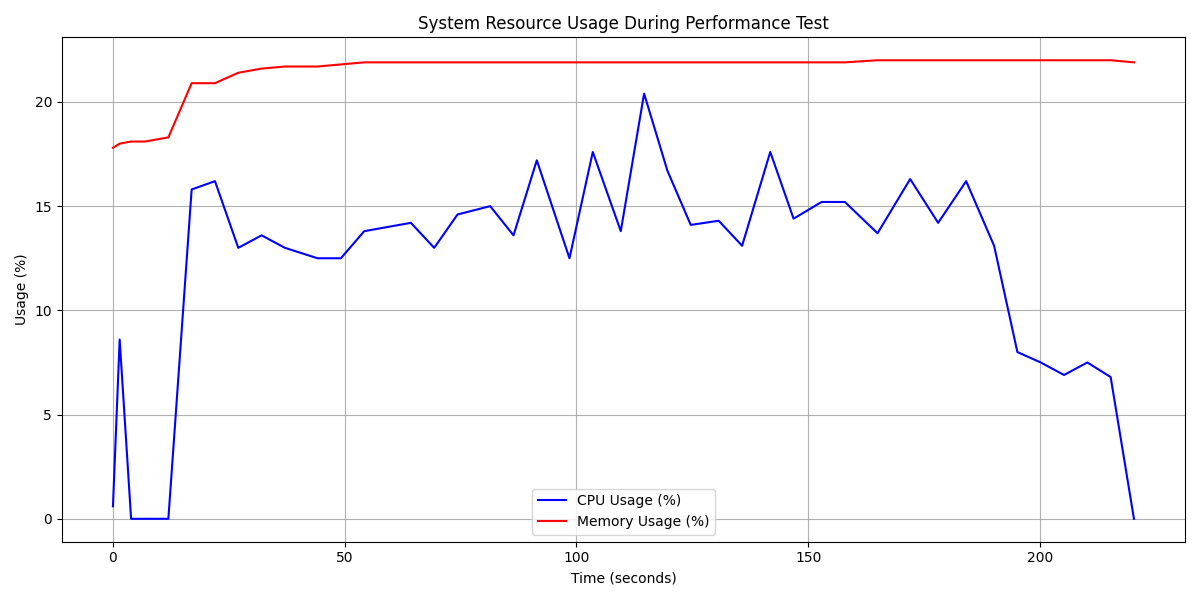 System Resource Usage During Performance Test
Usage (%)
20
15
10
5
0
CPU Usage (%)
Memory Usage (%)
0 50 100 150 200
Time (seconds)